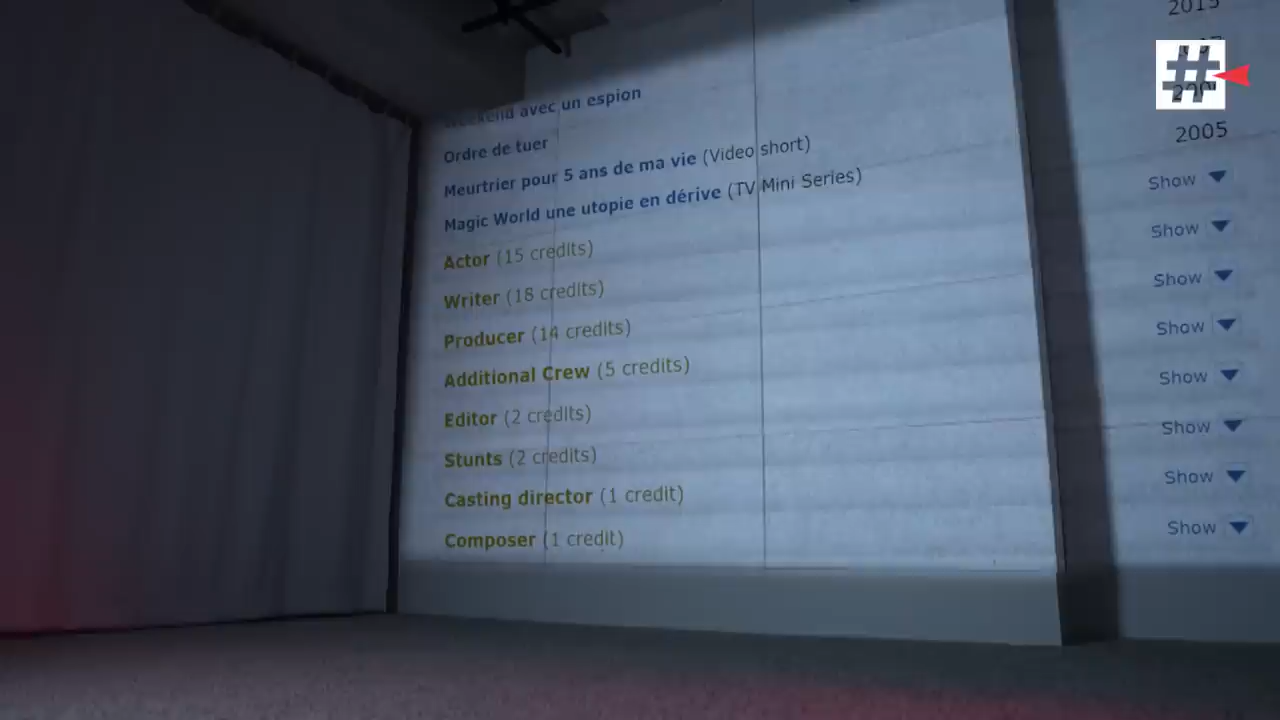 2015
avec un espion
Ordre de tuer
2005
Meurtrier pour 5 ans de ma vie (Video short)
Magic World une utopie en dérive (TV Mini Series)
Actor (15 credits) Show
Writer (18 credits) Show
Producer (14 credits) Show
Additional Crew (5 credits) Show
Editor (2 credits) Show
Stunts (2 credits) Show
Casting director (1 credit) Show
Composer (1 credit) Show
#